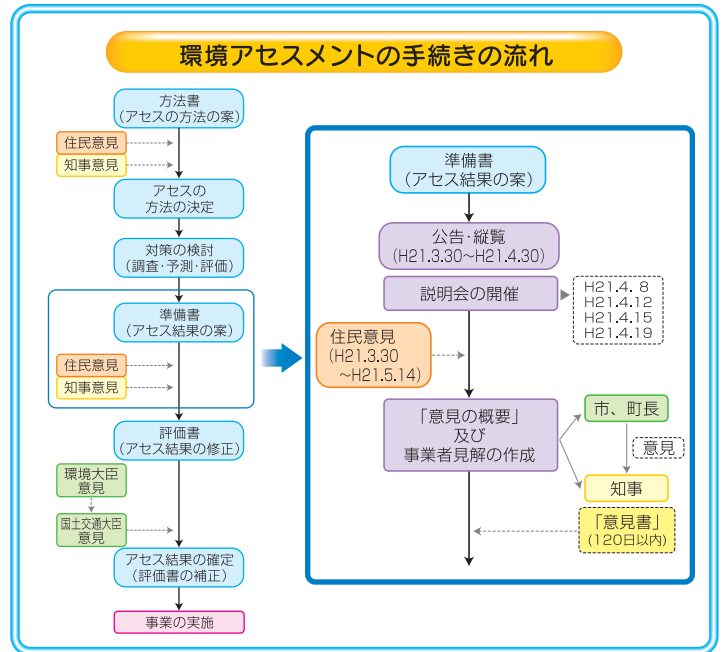 環境アセスメントの手続きの流れ
方法書
(アセスの方法の案)
住民意見
知事意見
アセスの
方法の決定
対策の検討
(調査・予測・評価)
準備書
(アセス結果の案)
住民意見
知事意見
評価書
(アセス結果の修正)
環境大臣
意見
国土交通大臣
意見
アセス結果の確定
(評価書の補正)
事業の実施
準備書
(アセス結果の案)
公告・縦覧
(H21.3.30〜H21.4.30)
説明会の開催
H21.4. 8
H21.4.12
H21.4.15
H21.4.19
住民意見
(H21.3.30
〜H21.5.14)
「意見の概要」
及び
事業者見解の作成
市、町長
意見
知事
「意見書」
(120日以内)